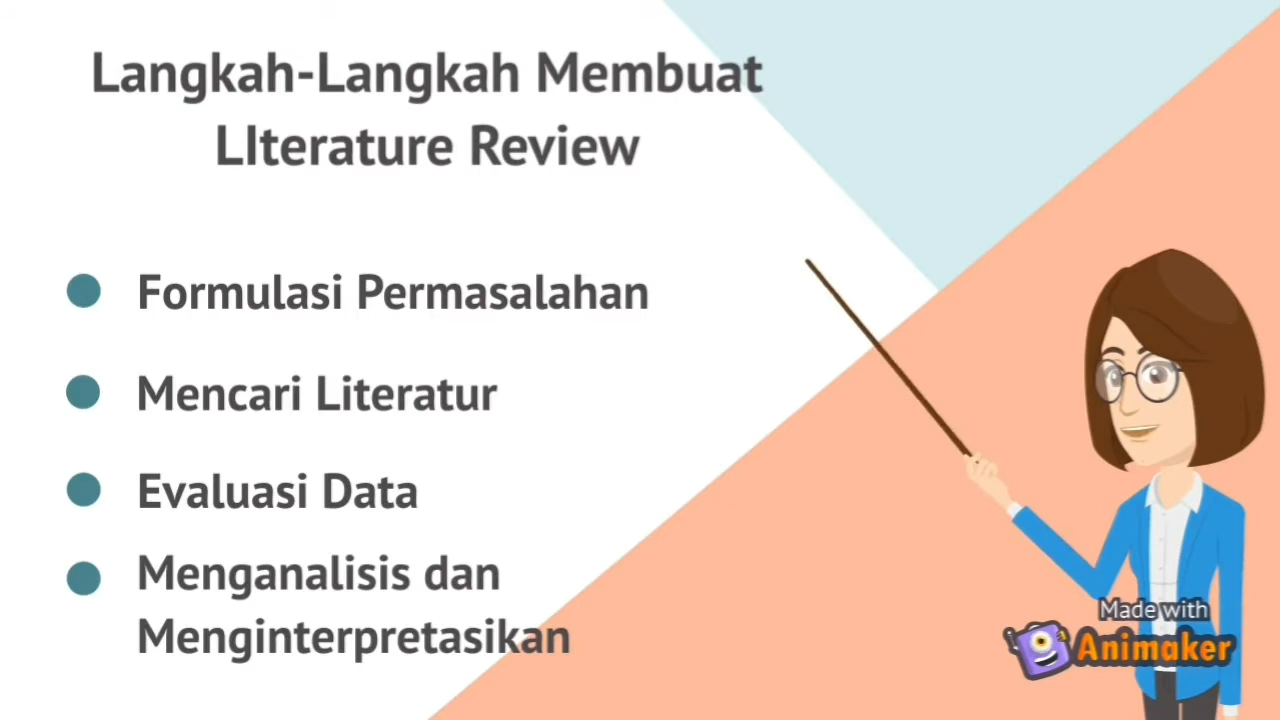 Langkah-Langkah Membuat
LIterature Review
Formulasi Permasalahan
Mencari Literatur
Evaluasi Data
Menganalisis dan
Menginterpretasikan
Made with
Animaker